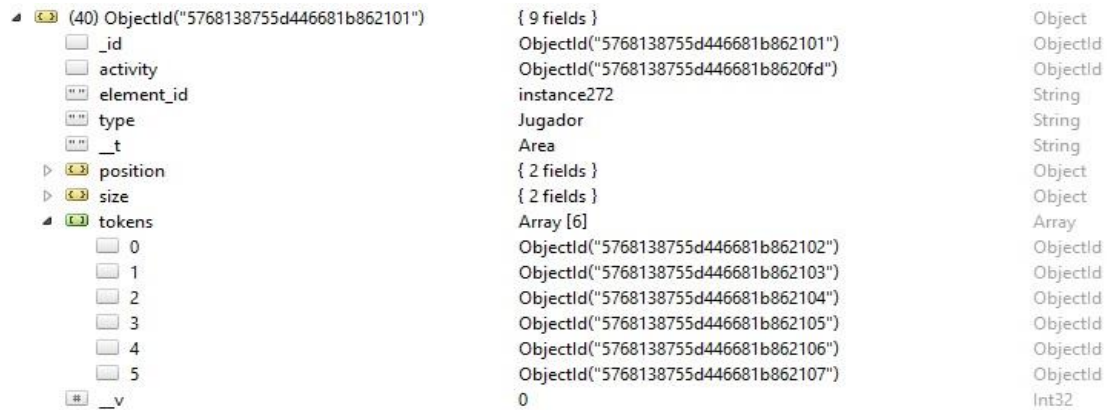 (40) ObjectId("5768138755d446681b862101") { 9 fields } Object
_id ObjectId("5768138755d446681b862101") ObjectId
activity ObjectId("5768138755d446681b8620fd") ObjectId
"" element_id instance272 String
"" type Jugador String
"" __t Area String
{} position { 2 fields } Object
{} size { 2 fields } Object
[] tokens Array [6] Array
0 ObjectId("5768138755d446681b862102") ObjectId
1 ObjectId("5768138755d446681b862103") ObjectId
2 ObjectId("5768138755d446681b862104") ObjectId
3 ObjectId("5768138755d446681b862105") ObjectId
4 ObjectId("5768138755d446681b862106") ObjectId
5 ObjectId("5768138755d446681b862107") ObjectId
# __v 0 Int32